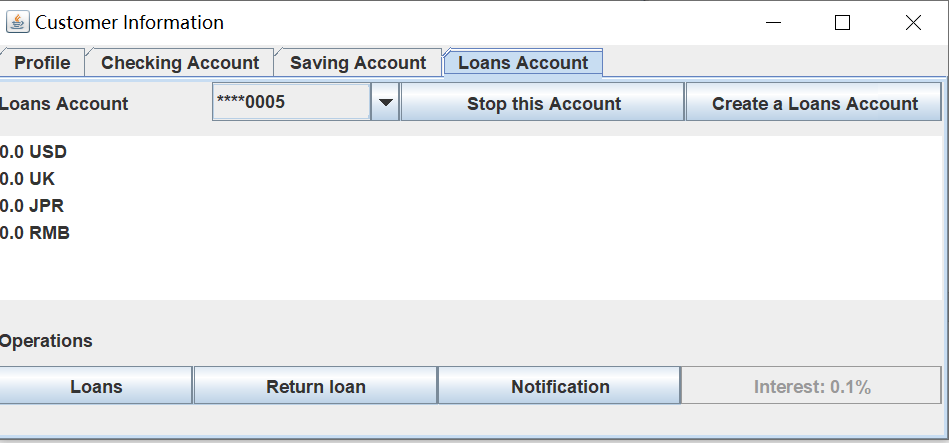 Customer Information
Profile Checking Account Saving Account Loans Account
Loans Account ****0005 Stop this Account Create a Loans Account
0.0 USD
0.0 UK
0.0 JPR
0.0 RMB
Operations
Loans Return loan Notification Interest: 0.1%